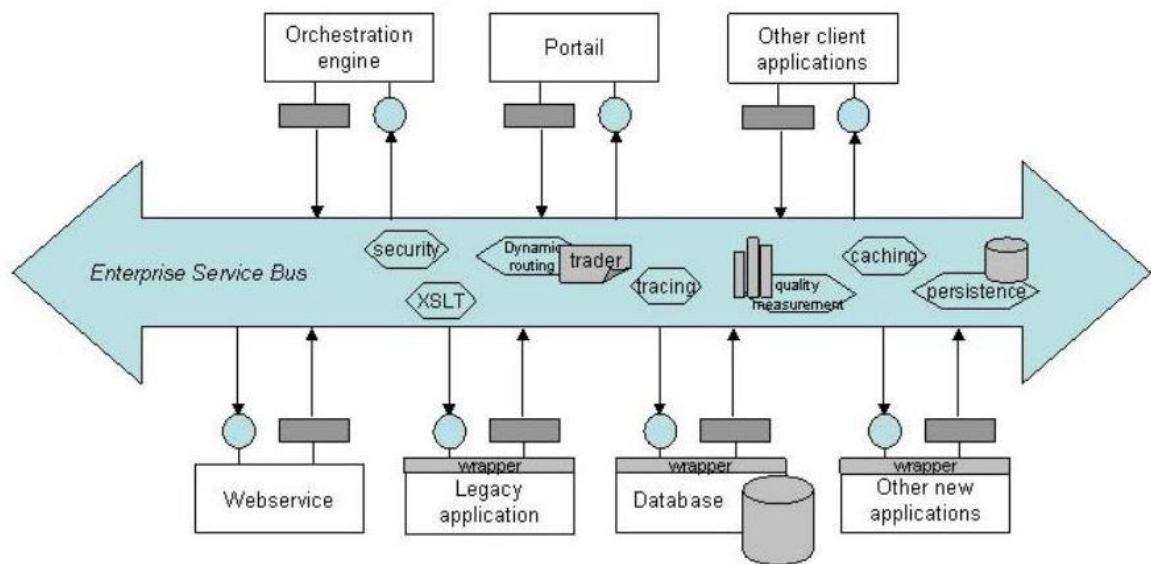 Orchestration
engine
Portail
Other client
applications
Enterprise Service Bus
security
XSLT
Dynamic
routing
trader
tracing
quality
measurement
caching
persistence
wrapper
wrapper
wrapper
Webservice
Legacy
application
Database
Other new
applications